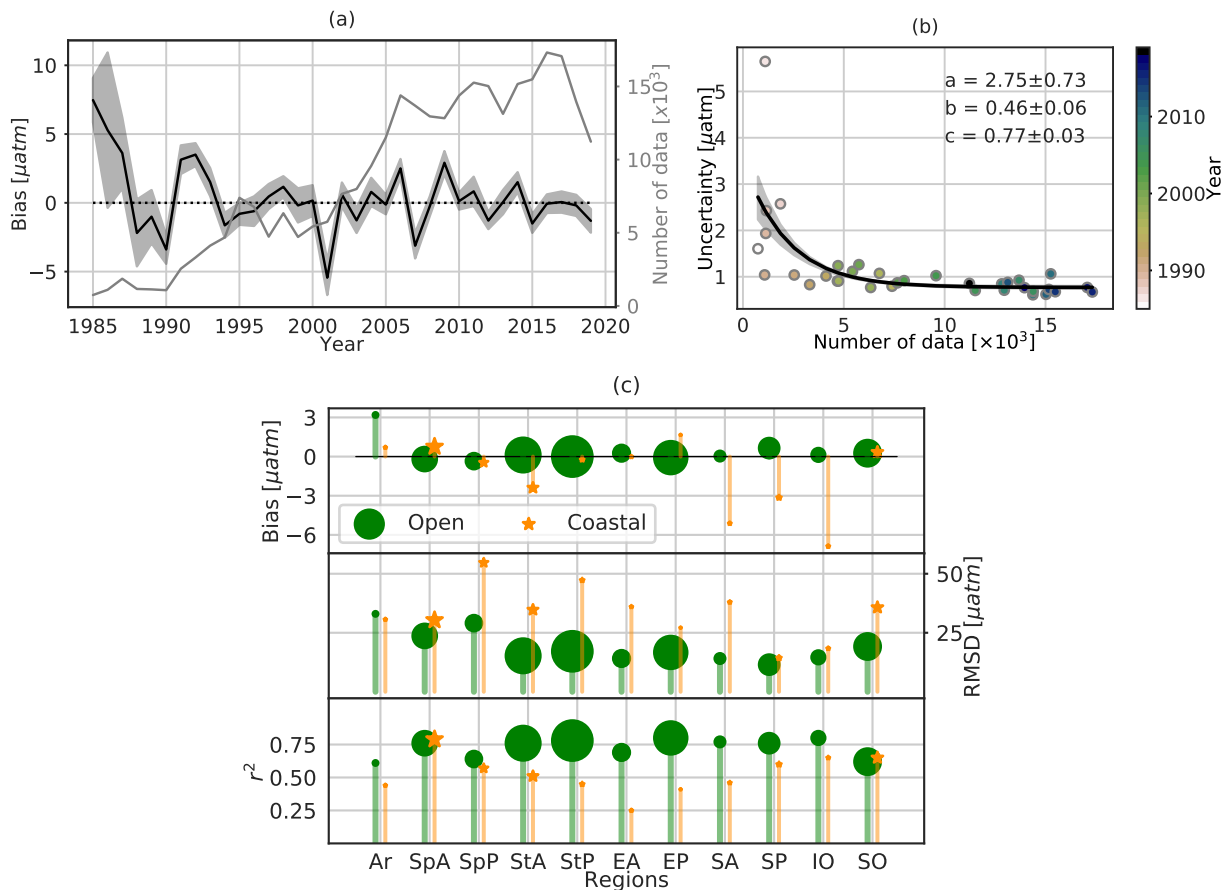 (a)
10
5
0
−5
Bias [μatm]
15
10
5
0
Number of data [x10³]
1985
1990
1995
2000
2005
2010
2015
2020
Year
(b)
a = 2.75±0.73
b = 0.46±0.06
c = 0.77±0.03
5
4
3
2
1
Uncertainty [μatm]
0
5
10
15
Number of data [×10³]
2010
2000
1990
Year
(c)
3
0
−3
−6
Bias [μatm]
Open
Coastal
50
25
RMSD [μatm]
0.75
0.50
0.25
r²
Ar SpA SpP StA StP EA EP SA SP IO SO
Regions